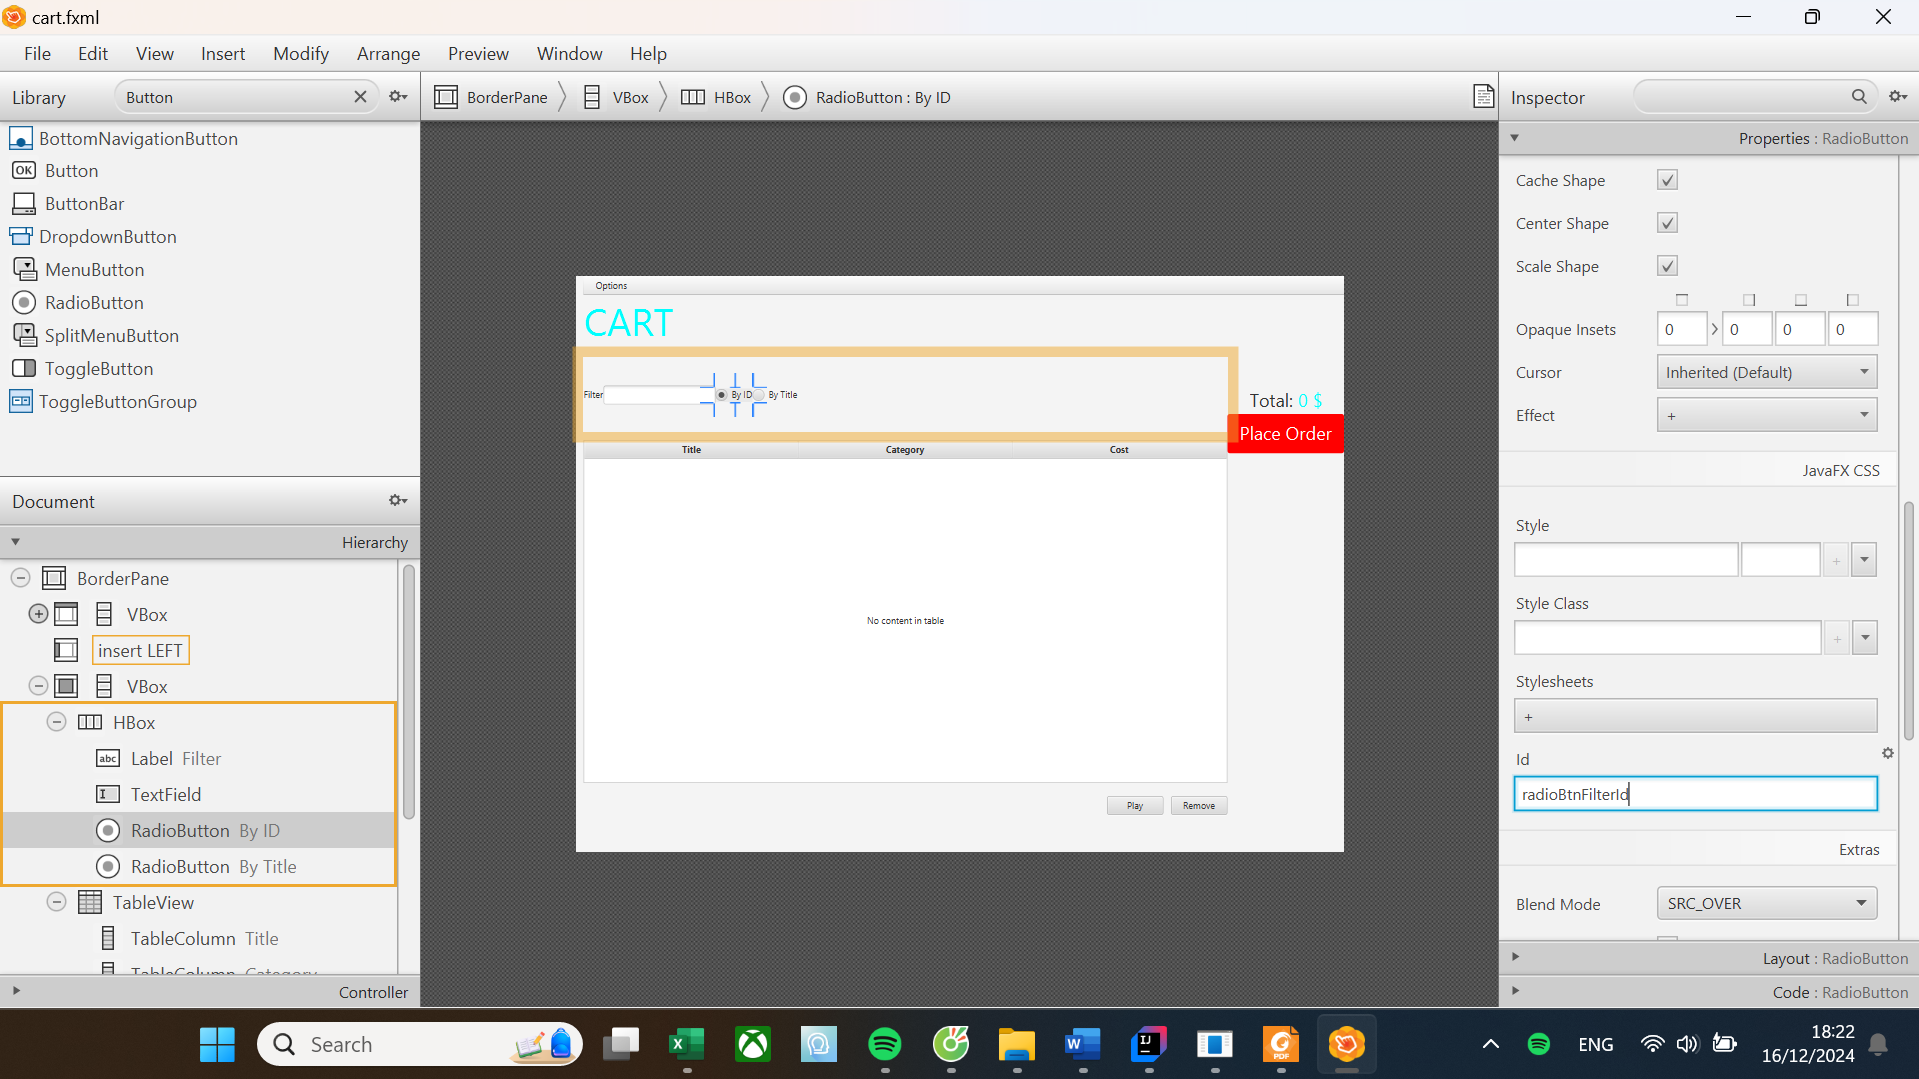 cart.fxml
File Edit View Insert Modify Arrange Preview Window Help
Library
Button
BottomNavigationButton
OK Button
ButtonBar
DropdownButton
MenuButton
RadioButton
SplitMenuButton
ToggleButton
ToggleButtonGroup
Document
Hierarchy
BorderPane
VBox
insert LEFT
VBox
HBox
abc Label Filter
TextField
RadioButton By ID
RadioButton By Title
TableView
TableColumn Title
TableColumn Category
Controller
BorderPane VBox HBox RadioButton : By ID
Options
CART
Filter By ID By Title
Total: 0 $
Place Order
Title Category Cost
No content in table
Play Remove
Inspector
Properties : RadioButton
Cache Shape
Center Shape
Scale Shape
Opaque Insets 0 0 0 0
Cursor Inherited (Default)
Effect +
JavaFX CSS
Style
+
Style Class
+
Stylesheets
+
Id
radioBtnFilterId
Extras
Blend Mode SRC_OVER
Layout : RadioButton
Code : RadioButton
Search
X
W
IJ
PDF
ENG
18:22
16/12/2024